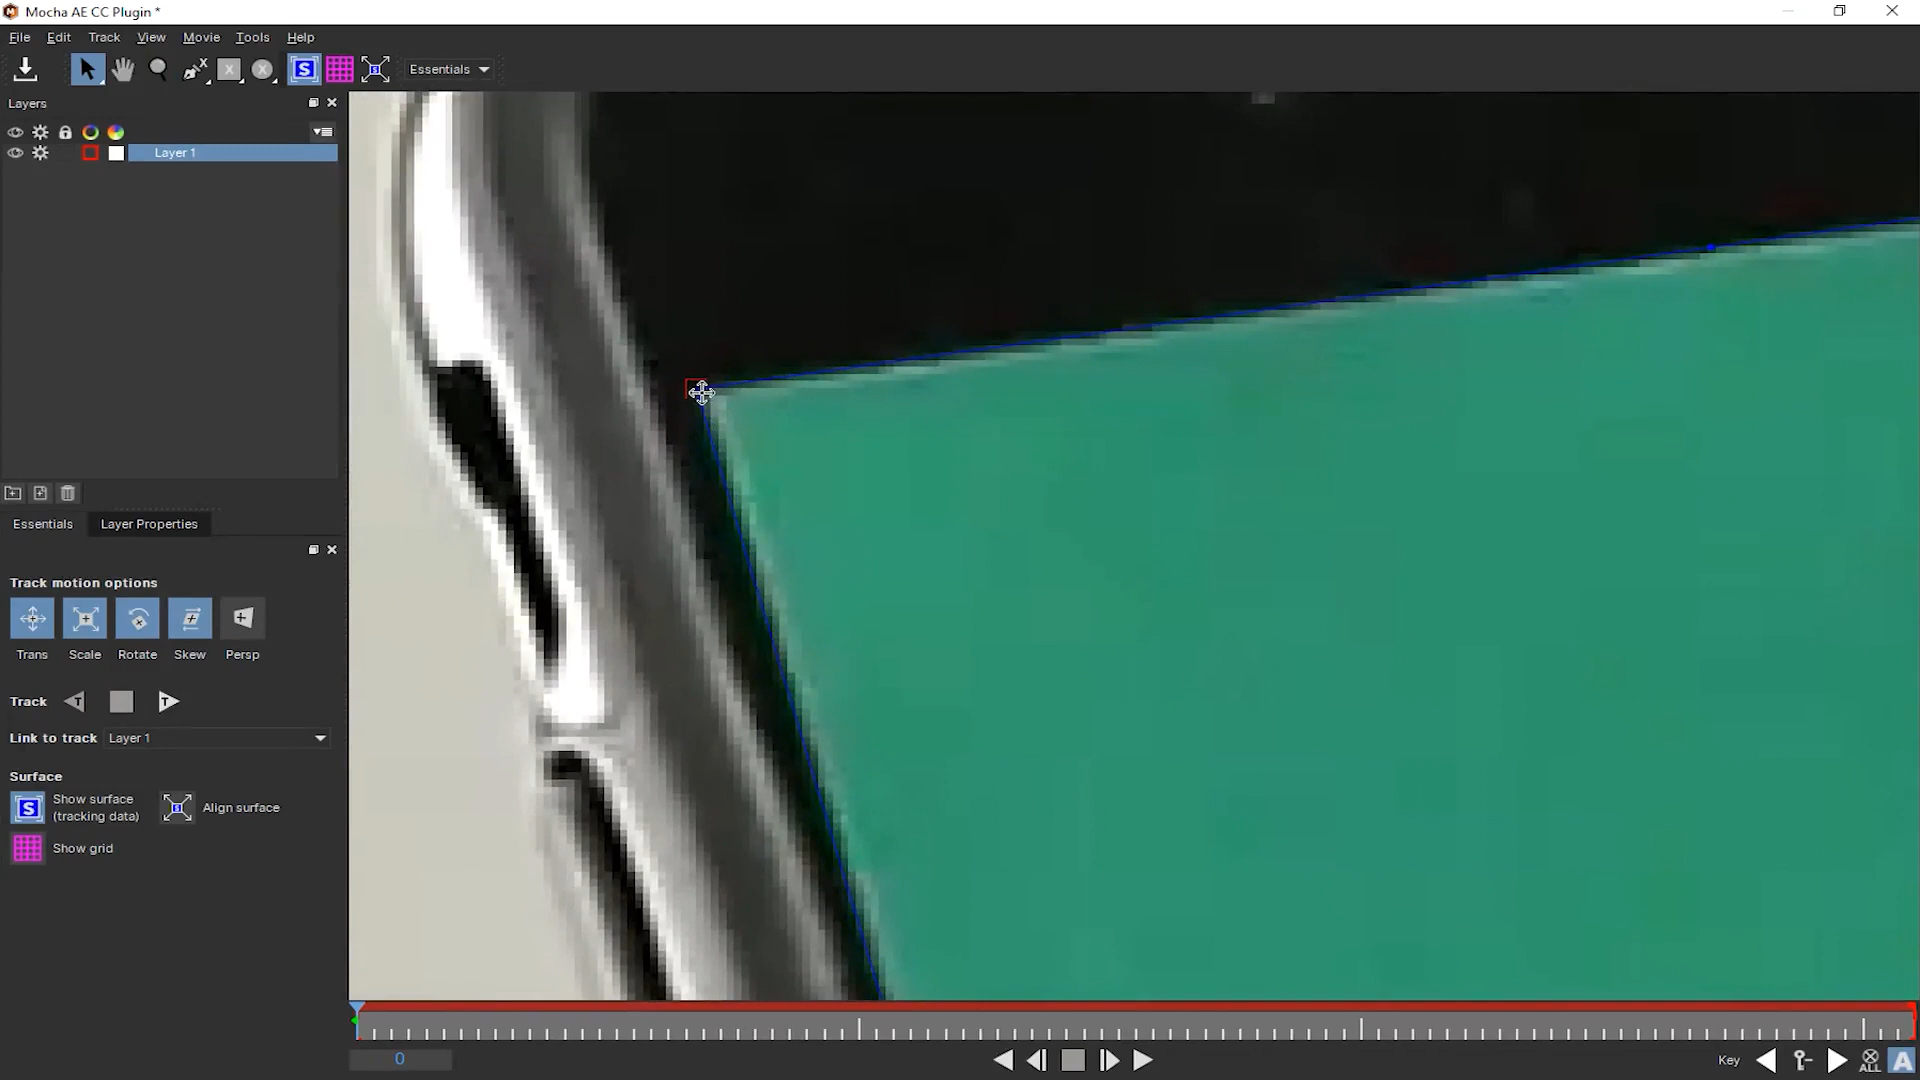 Mocha AE CC Plugin *
File Edit Track View Movie Tools Help
S Essentials
Layers
Layer 1
Essentials Layer Properties
Track motion options
Trans Scale Rotate Skew Persp
Track T T
Link to track Layer 1
Surface
S Show surface
(tracking data)
S Align surface
Show grid
0 Key ALL A